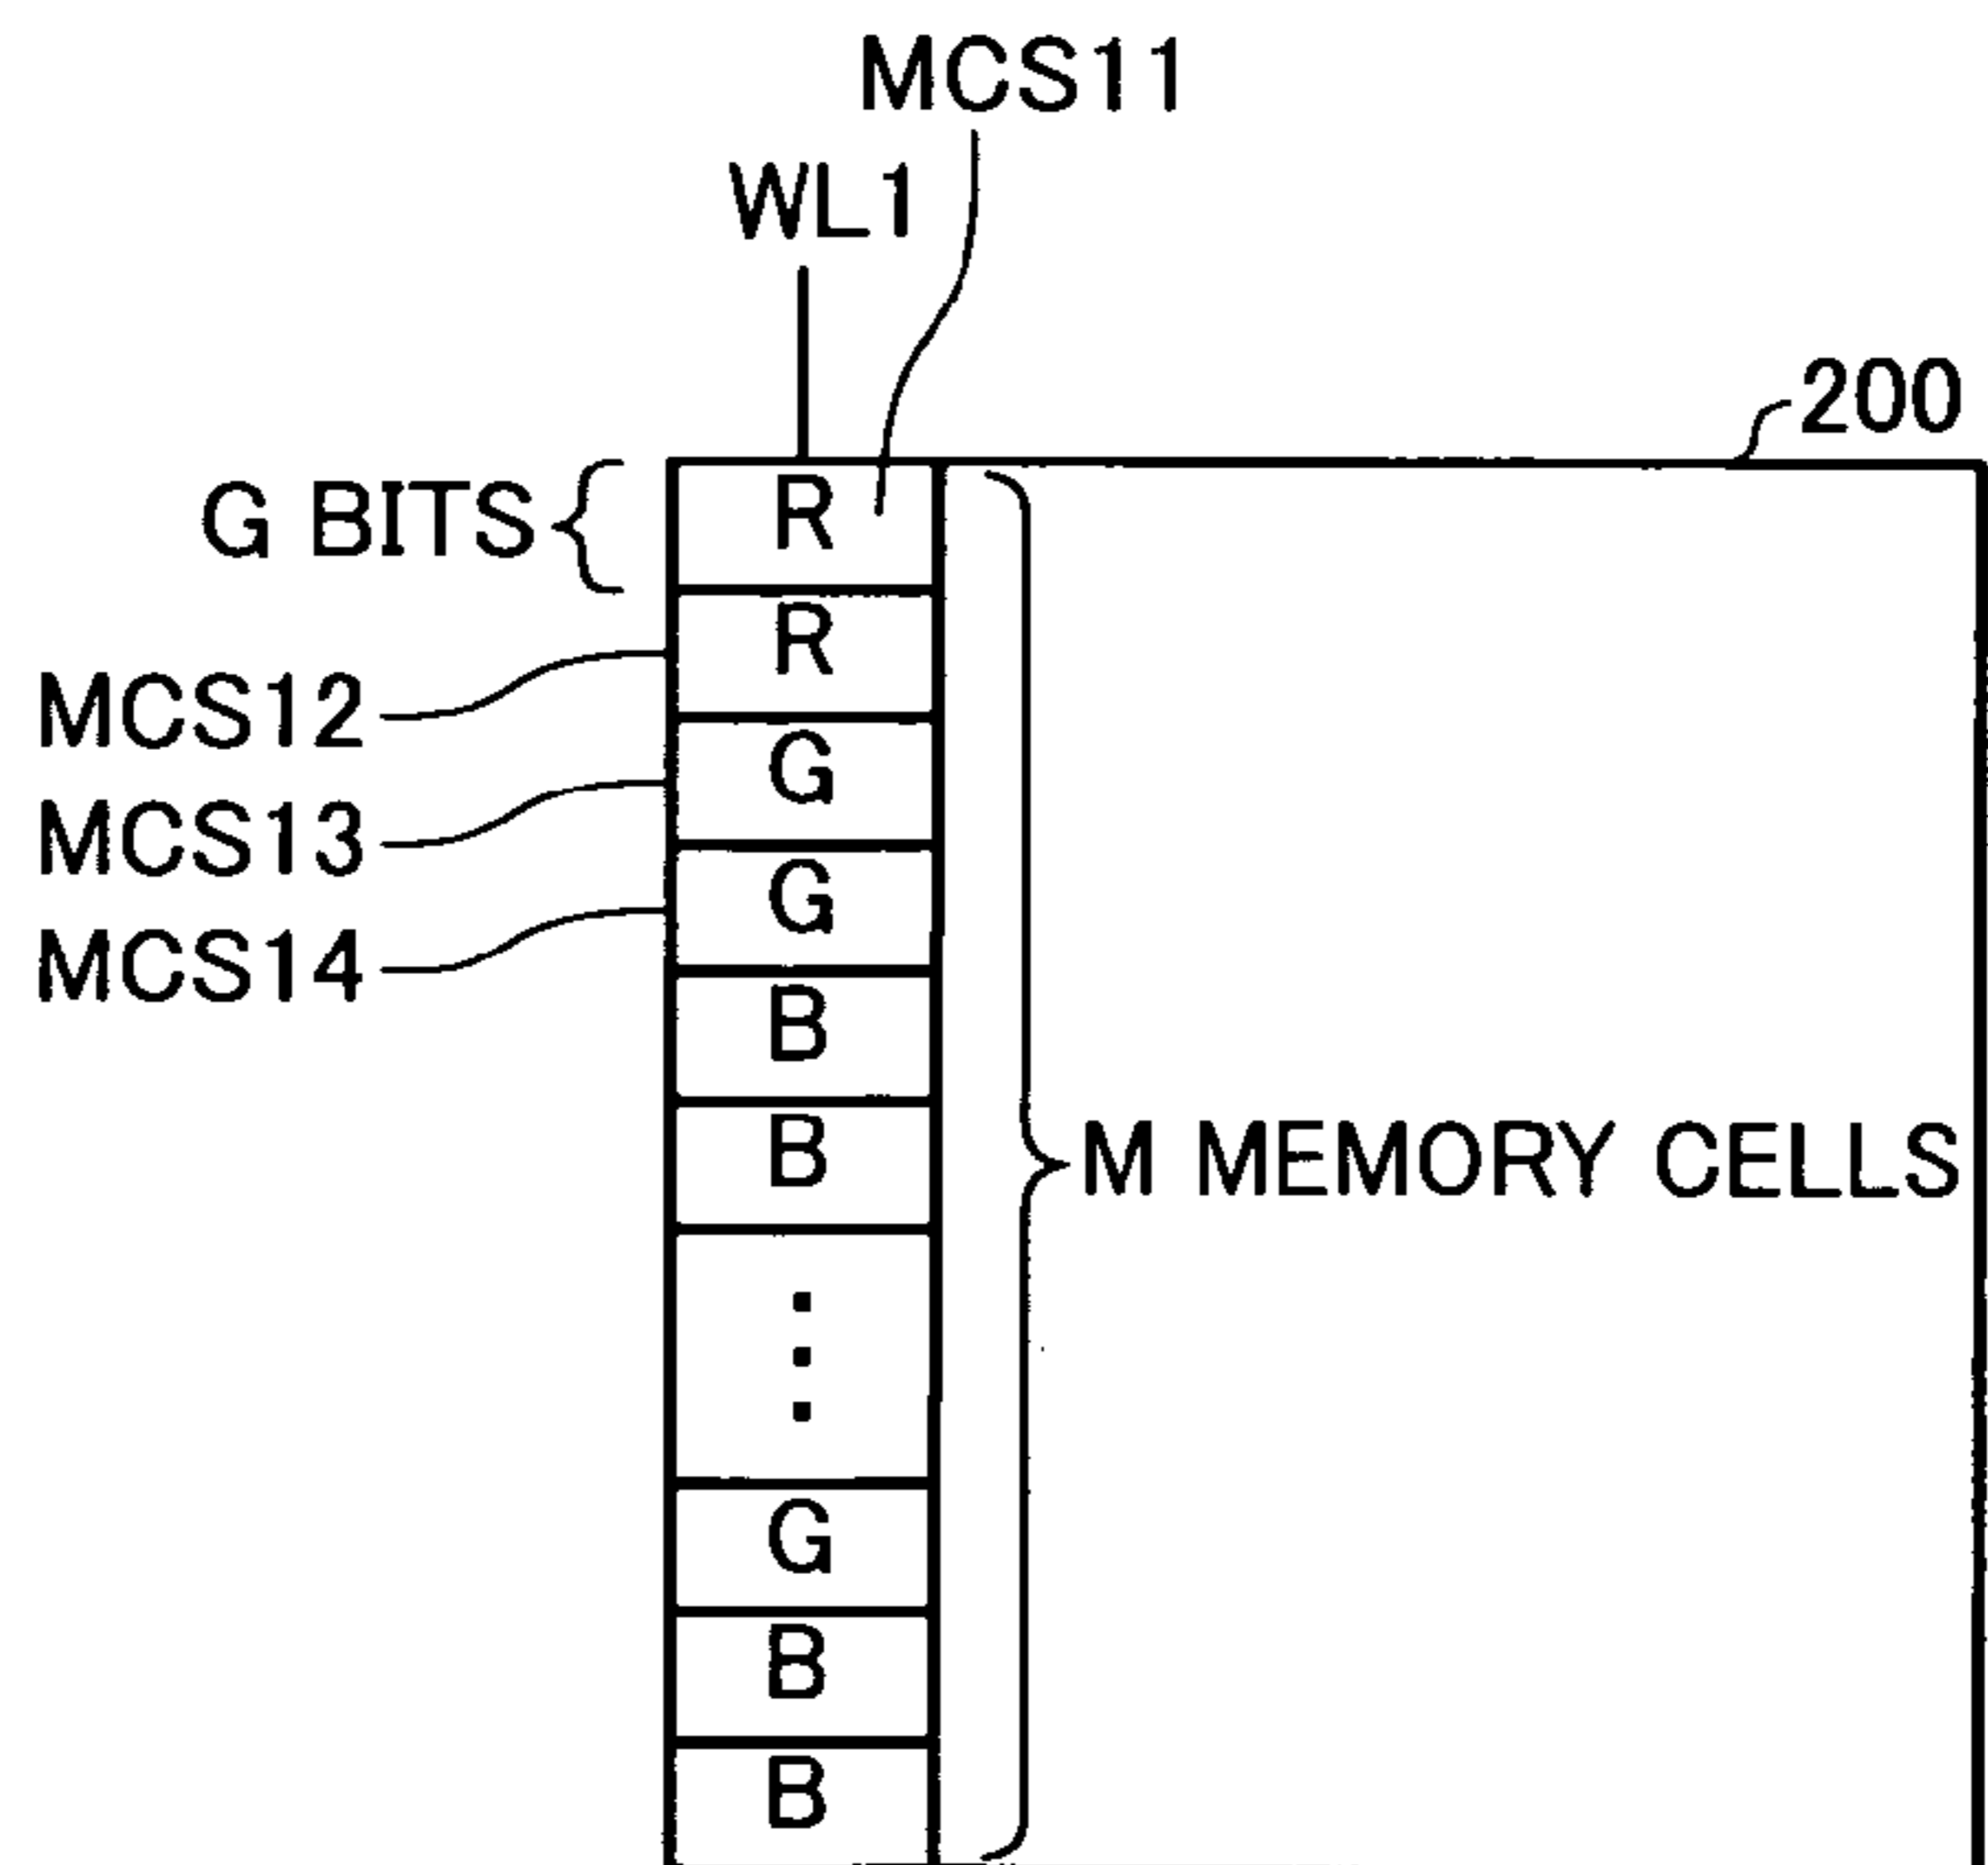 MCS11
WL1
200
G BITS
R
R
MCS12
G
MCS13
G
MCS14
B
B
M MEMORY CELLS
G
B
B